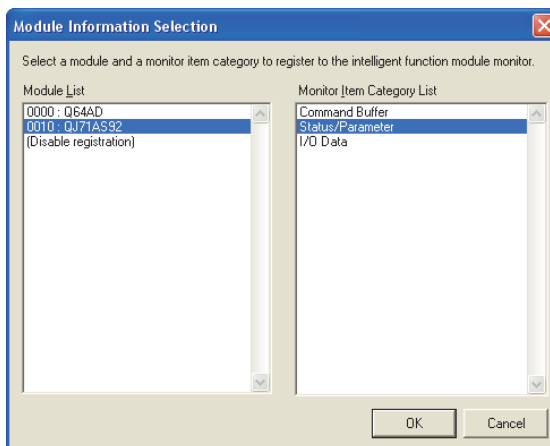 Module Information Selection
Select a module and a monitor item category to register to the intelligent function module monitor.
Module List
0000 : Q64AD
0010 : QJ71AS92
(Disable registration)
Monitor Item Category List
Command Buffer
Status/Parameter
I/O Data
OK
Cancel